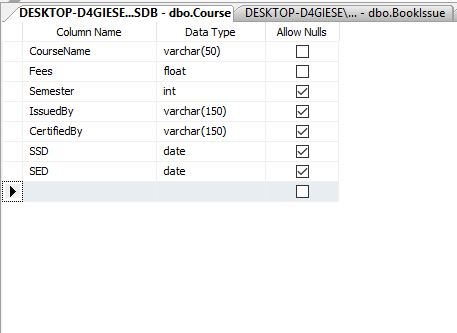 DESKTOP-D4GIESE...SDB - dbo.Course DESKTOP-D4GIESE\... - dbo.BookIssue
Column Name Data Type Allow Nulls
CourseName varchar(50)
Fees float
Semester int
IssuedBy varchar(150)
CertifiedBy varchar(150)
SSD date
SED date